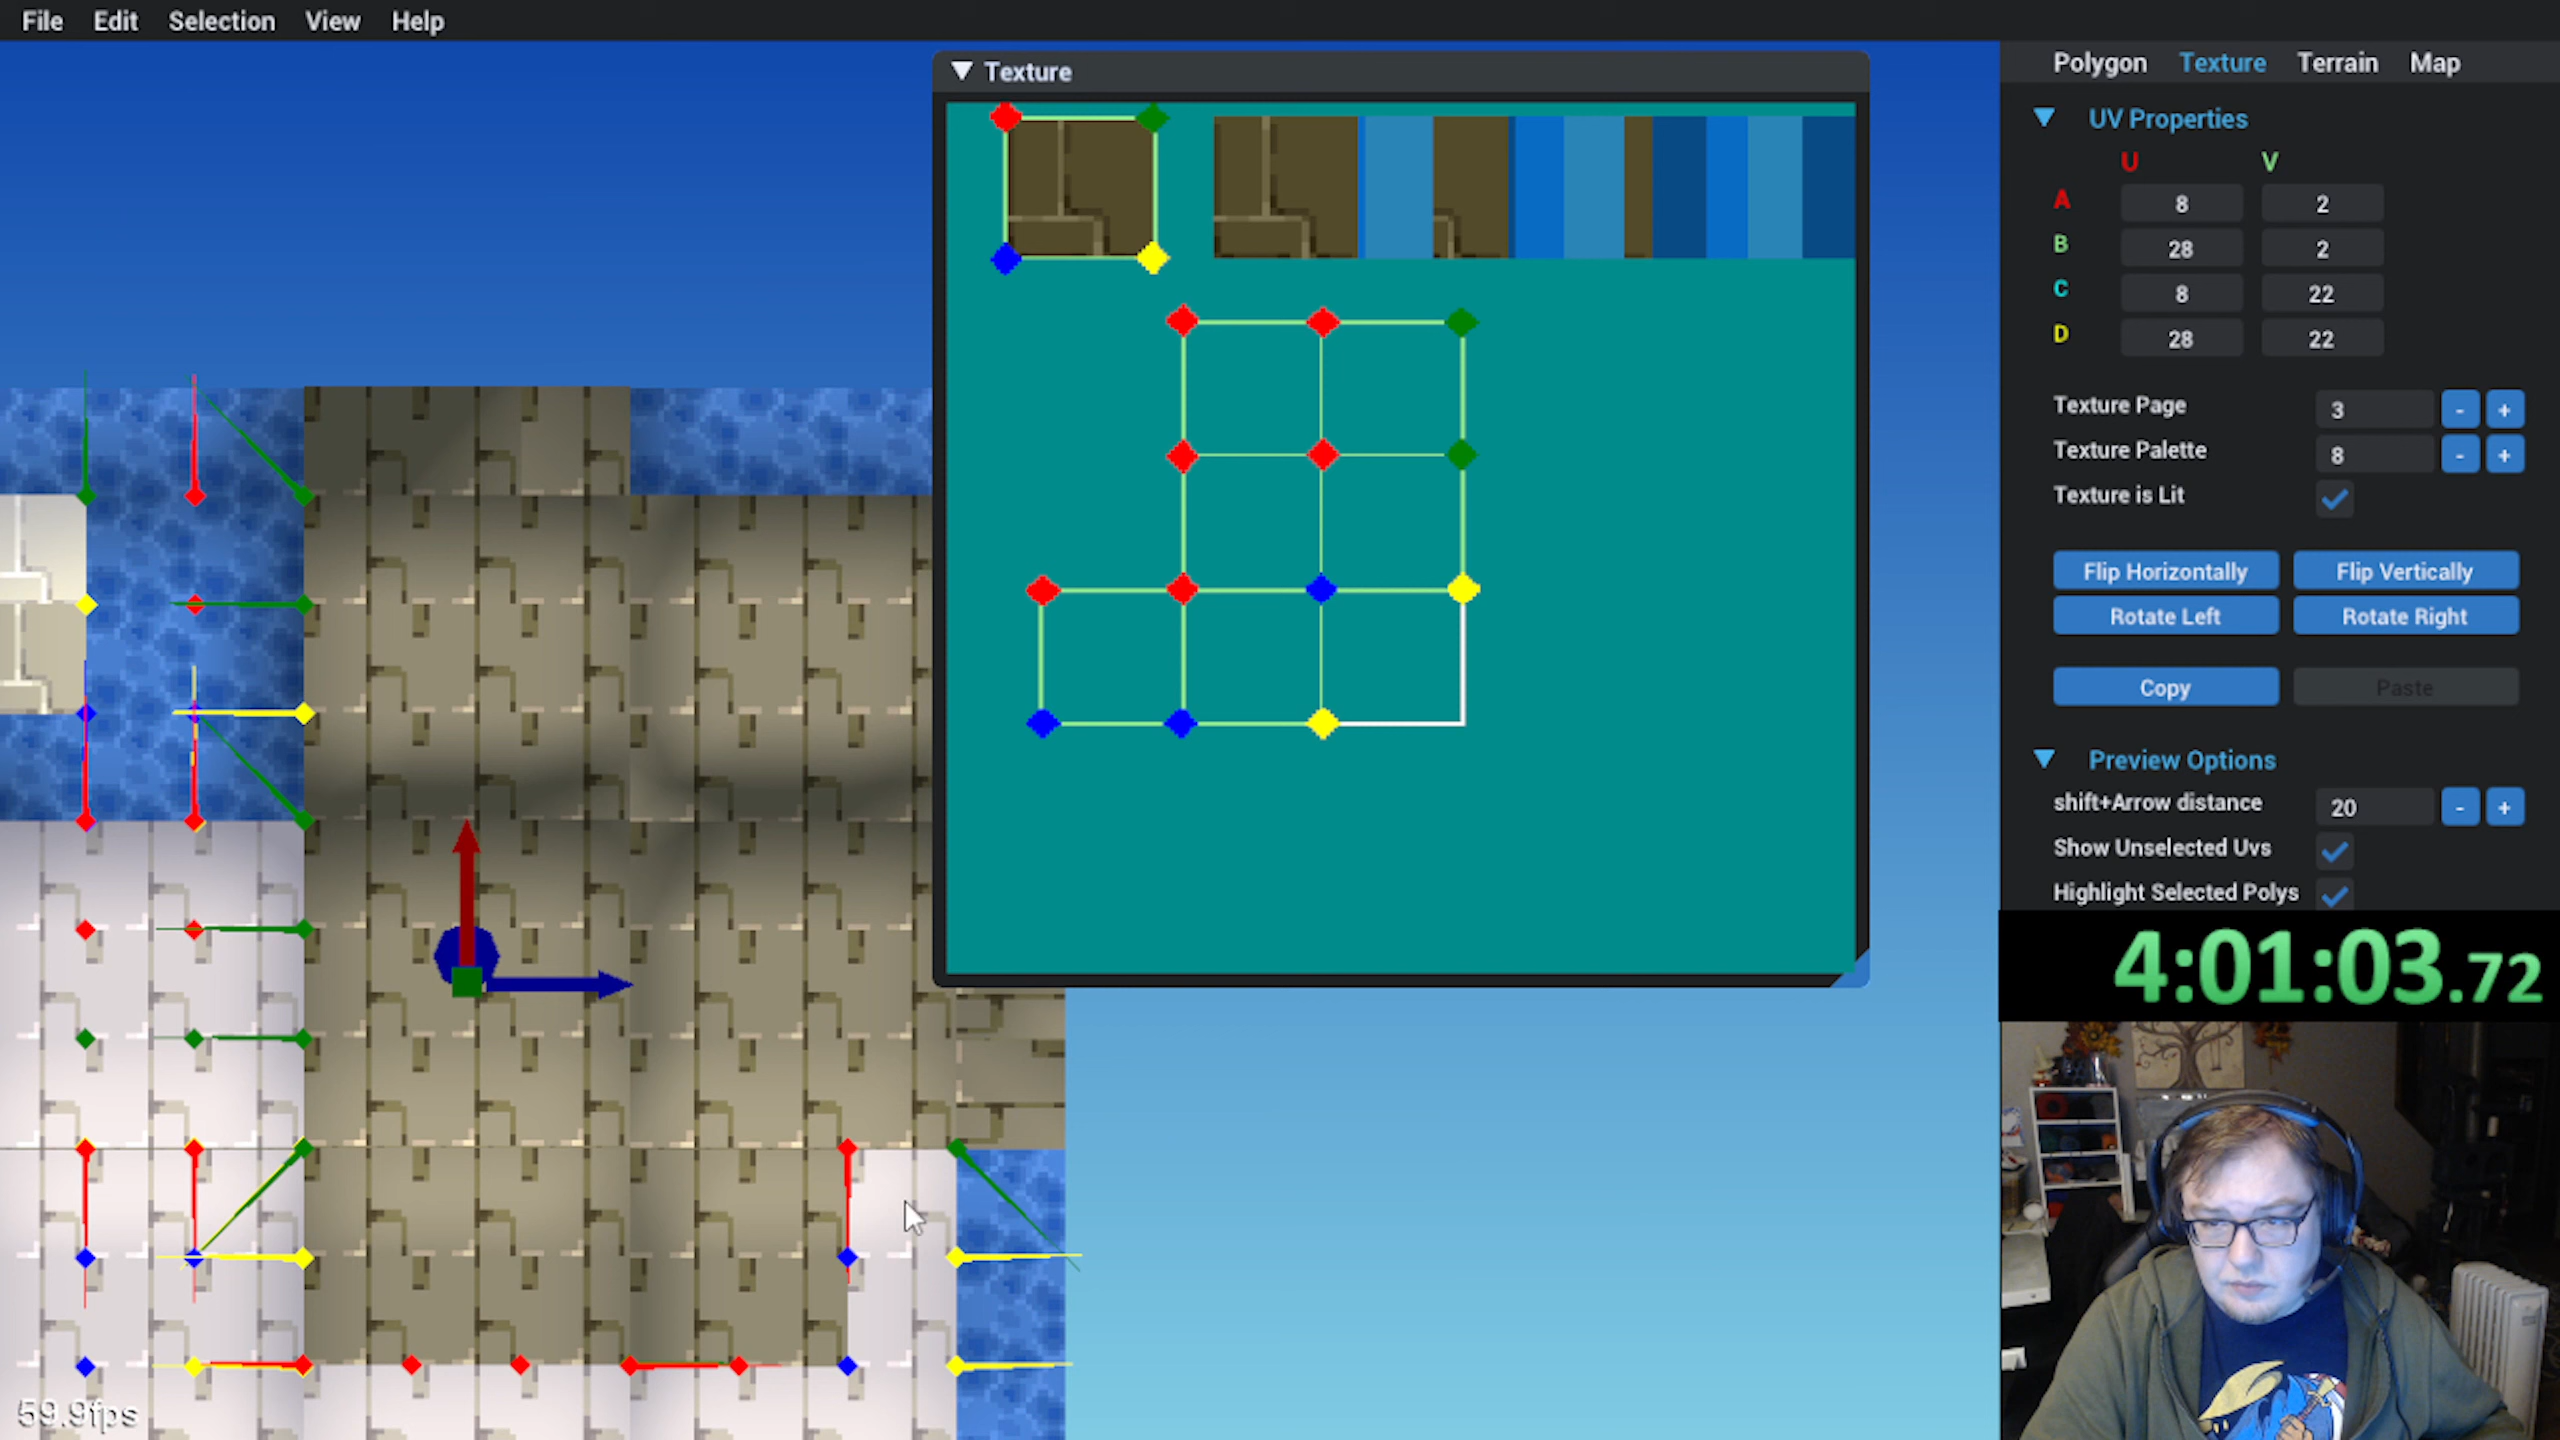 File Edit Selection View Help
Texture
Polygon Texture Terrain Map
UV Properties
U V
A 8 2
B 28 2
C 8 22
D 28 22
Texture Page 3 - +
Texture Palette 8 - +
Texture is Lit
Flip Horizontally Flip Vertically
Rotate Left Rotate Right
Copy Paste
Preview Options
shift+Arrow distance 20 - +
Show Unselected Uvs
Highlight Selected Polys
4:01:03.72
59.9fps